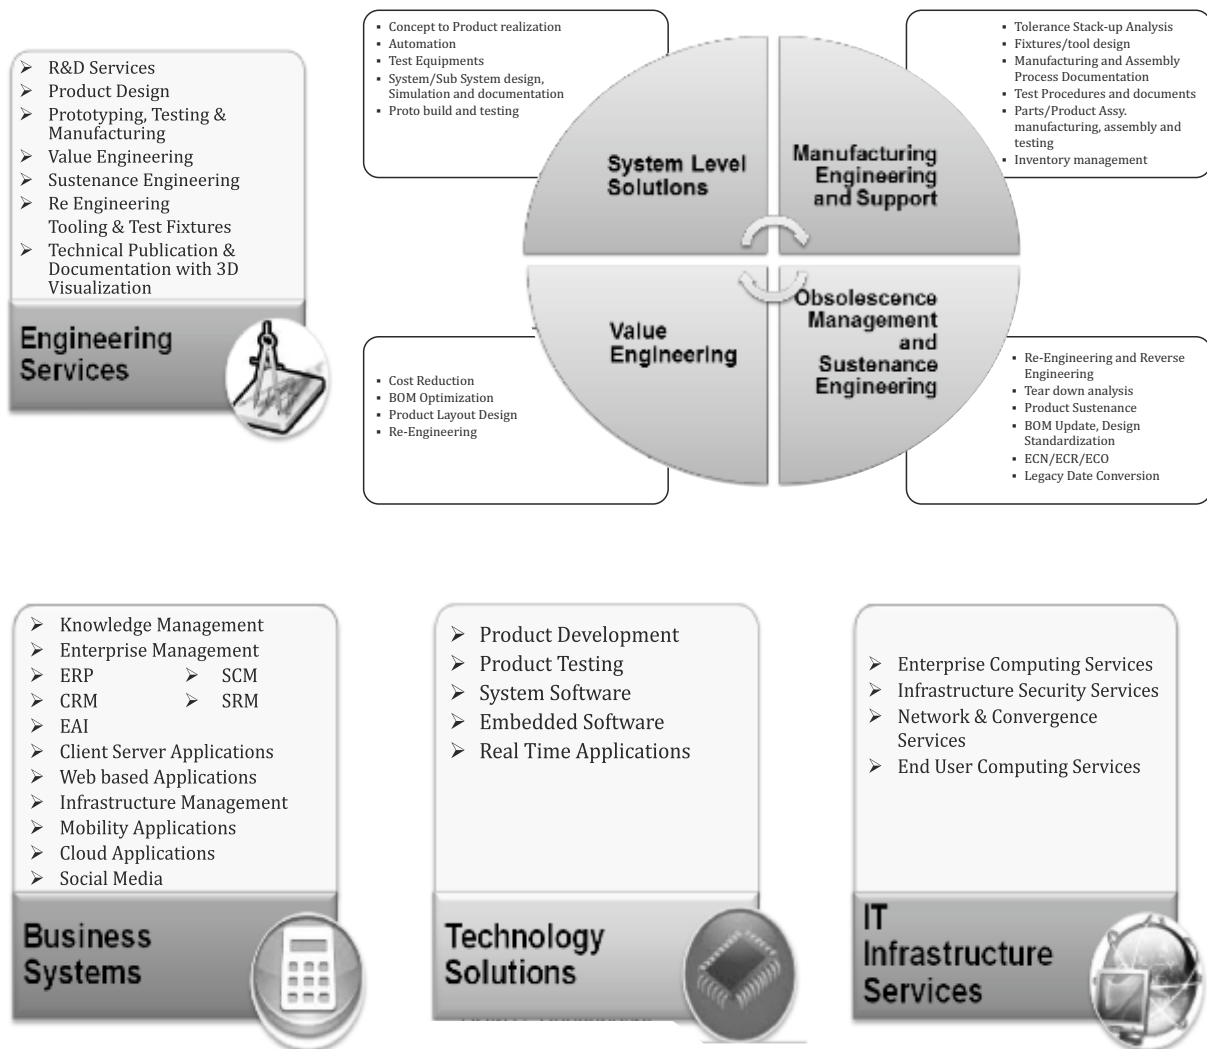 R&D Services
Product Design
Prototyping, Testing &
Manufacturing
Value Engineering
Sustenance Engineering
Re Engineering
Tooling & Test Fixtures
Technical Publication &
Documentation with 3D
Visualization
Engineering
Services
Concept to Product realization
Automation
Test Equipments
System/Sub System design,
Simulation and documentation
Proto build and testing
System Level
Solutions
Tolerance Stack-up Analysis
Fixtures/tool design
Manufacturing and Assembly
Process Documentation
Test Procedures and documents
Parts/Product Assy.
manufacturing, assembly and
testing
Inventory management
Manufacturing
Engineering
and Support
Cost Reduction
BOM Optimization
Product Layout Design
Re-Engineering
Value
Engineering
Obsolescence
Management
and
Sustenance
Engineering
Re-Engineering and Reverse
Engineering
Tear down analysis
Product Sustenance
BOM Update, Design
Standardization
ECN/ECR/ECO
Legacy Date Conversion
Knowledge Management
Enterprise Management
ERP SCM
CRM SRM
EAI
Client Server Applications
Web based Applications
Infrastructure Management
Mobility Applications
Cloud Applications
Social Media
Business
Systems
Product Development
Product Testing
System Software
Embedded Software
Real Time Applications
Technology
Solutions
Enterprise Computing Services
Infrastructure Security Services
Network & Convergence
Services
End User Computing Services
IT
Infrastructure
Services